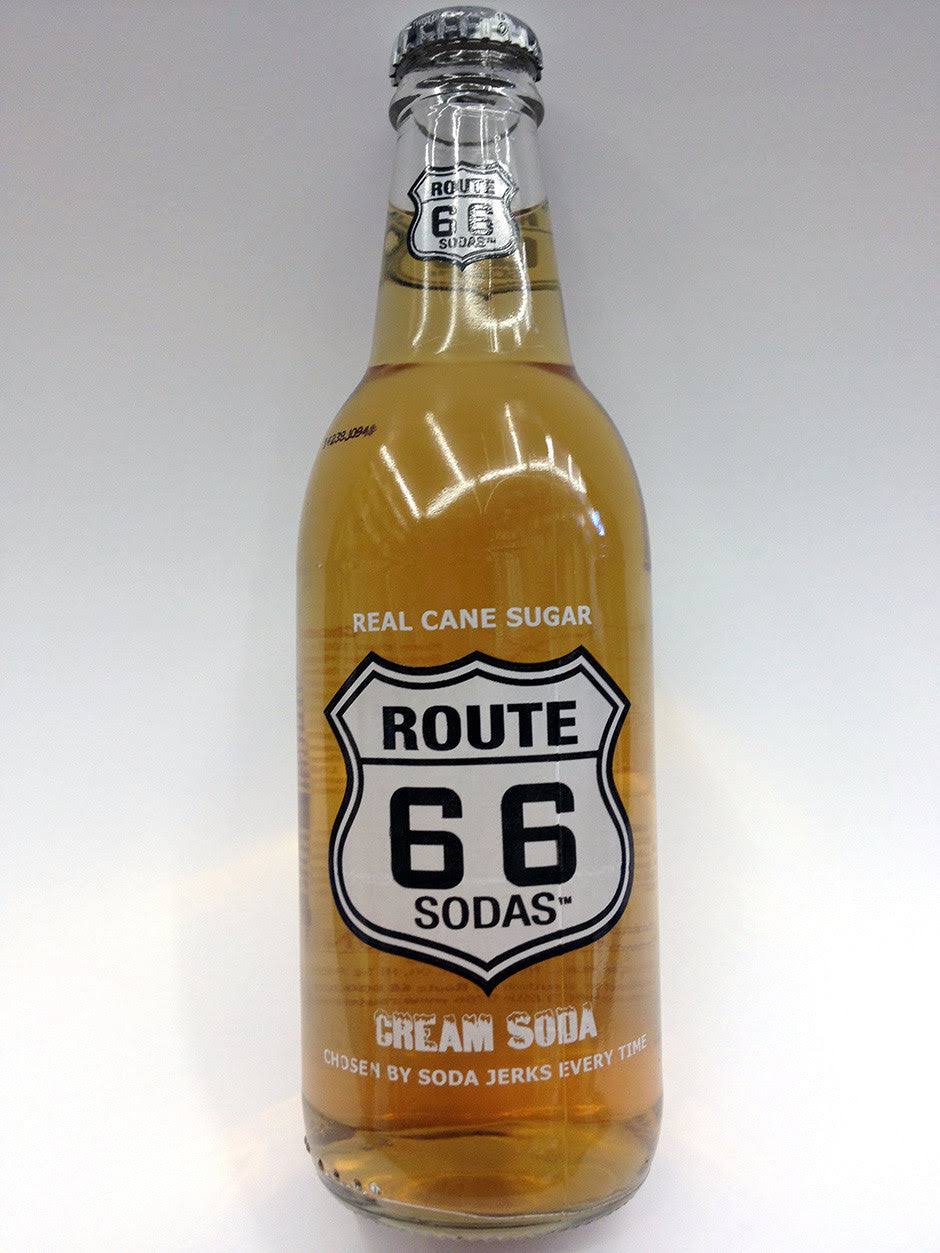 ROUTE
66
SODAS™
REAL CANE SUGAR
ROUTE
66
SODAS™
CREAM SODA
CHOSEN BY SODA JERKS EVERY TIME